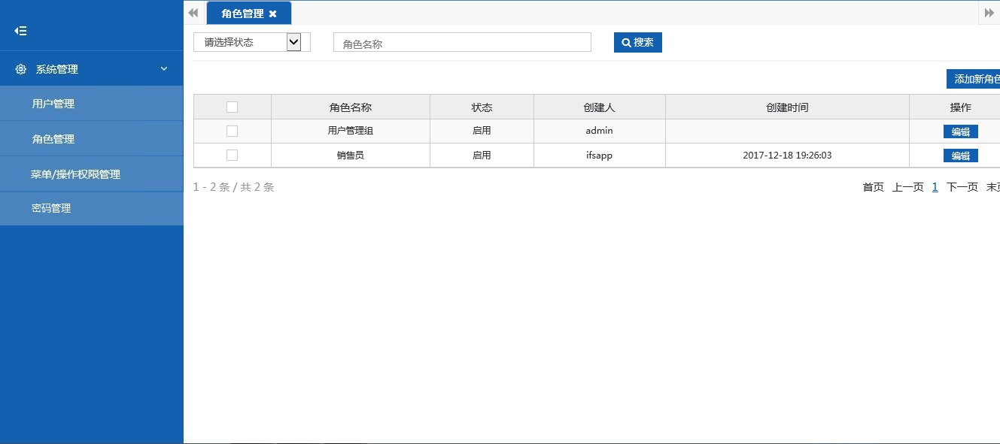 角色管理
请选择状态 角色名称 搜索
系统管理
用户管理
角色管理
菜单/操作权限管理
密码管理
添加新角色
角色名称 状态 创建人 创建时间 操作
用户管理组 启用 admin 编辑
销售员 启用 ifsapp 2017-12-18 19:26:03 编辑
1 - 2 条 / 共 2 条 首页 上一页 1 下一页 末页